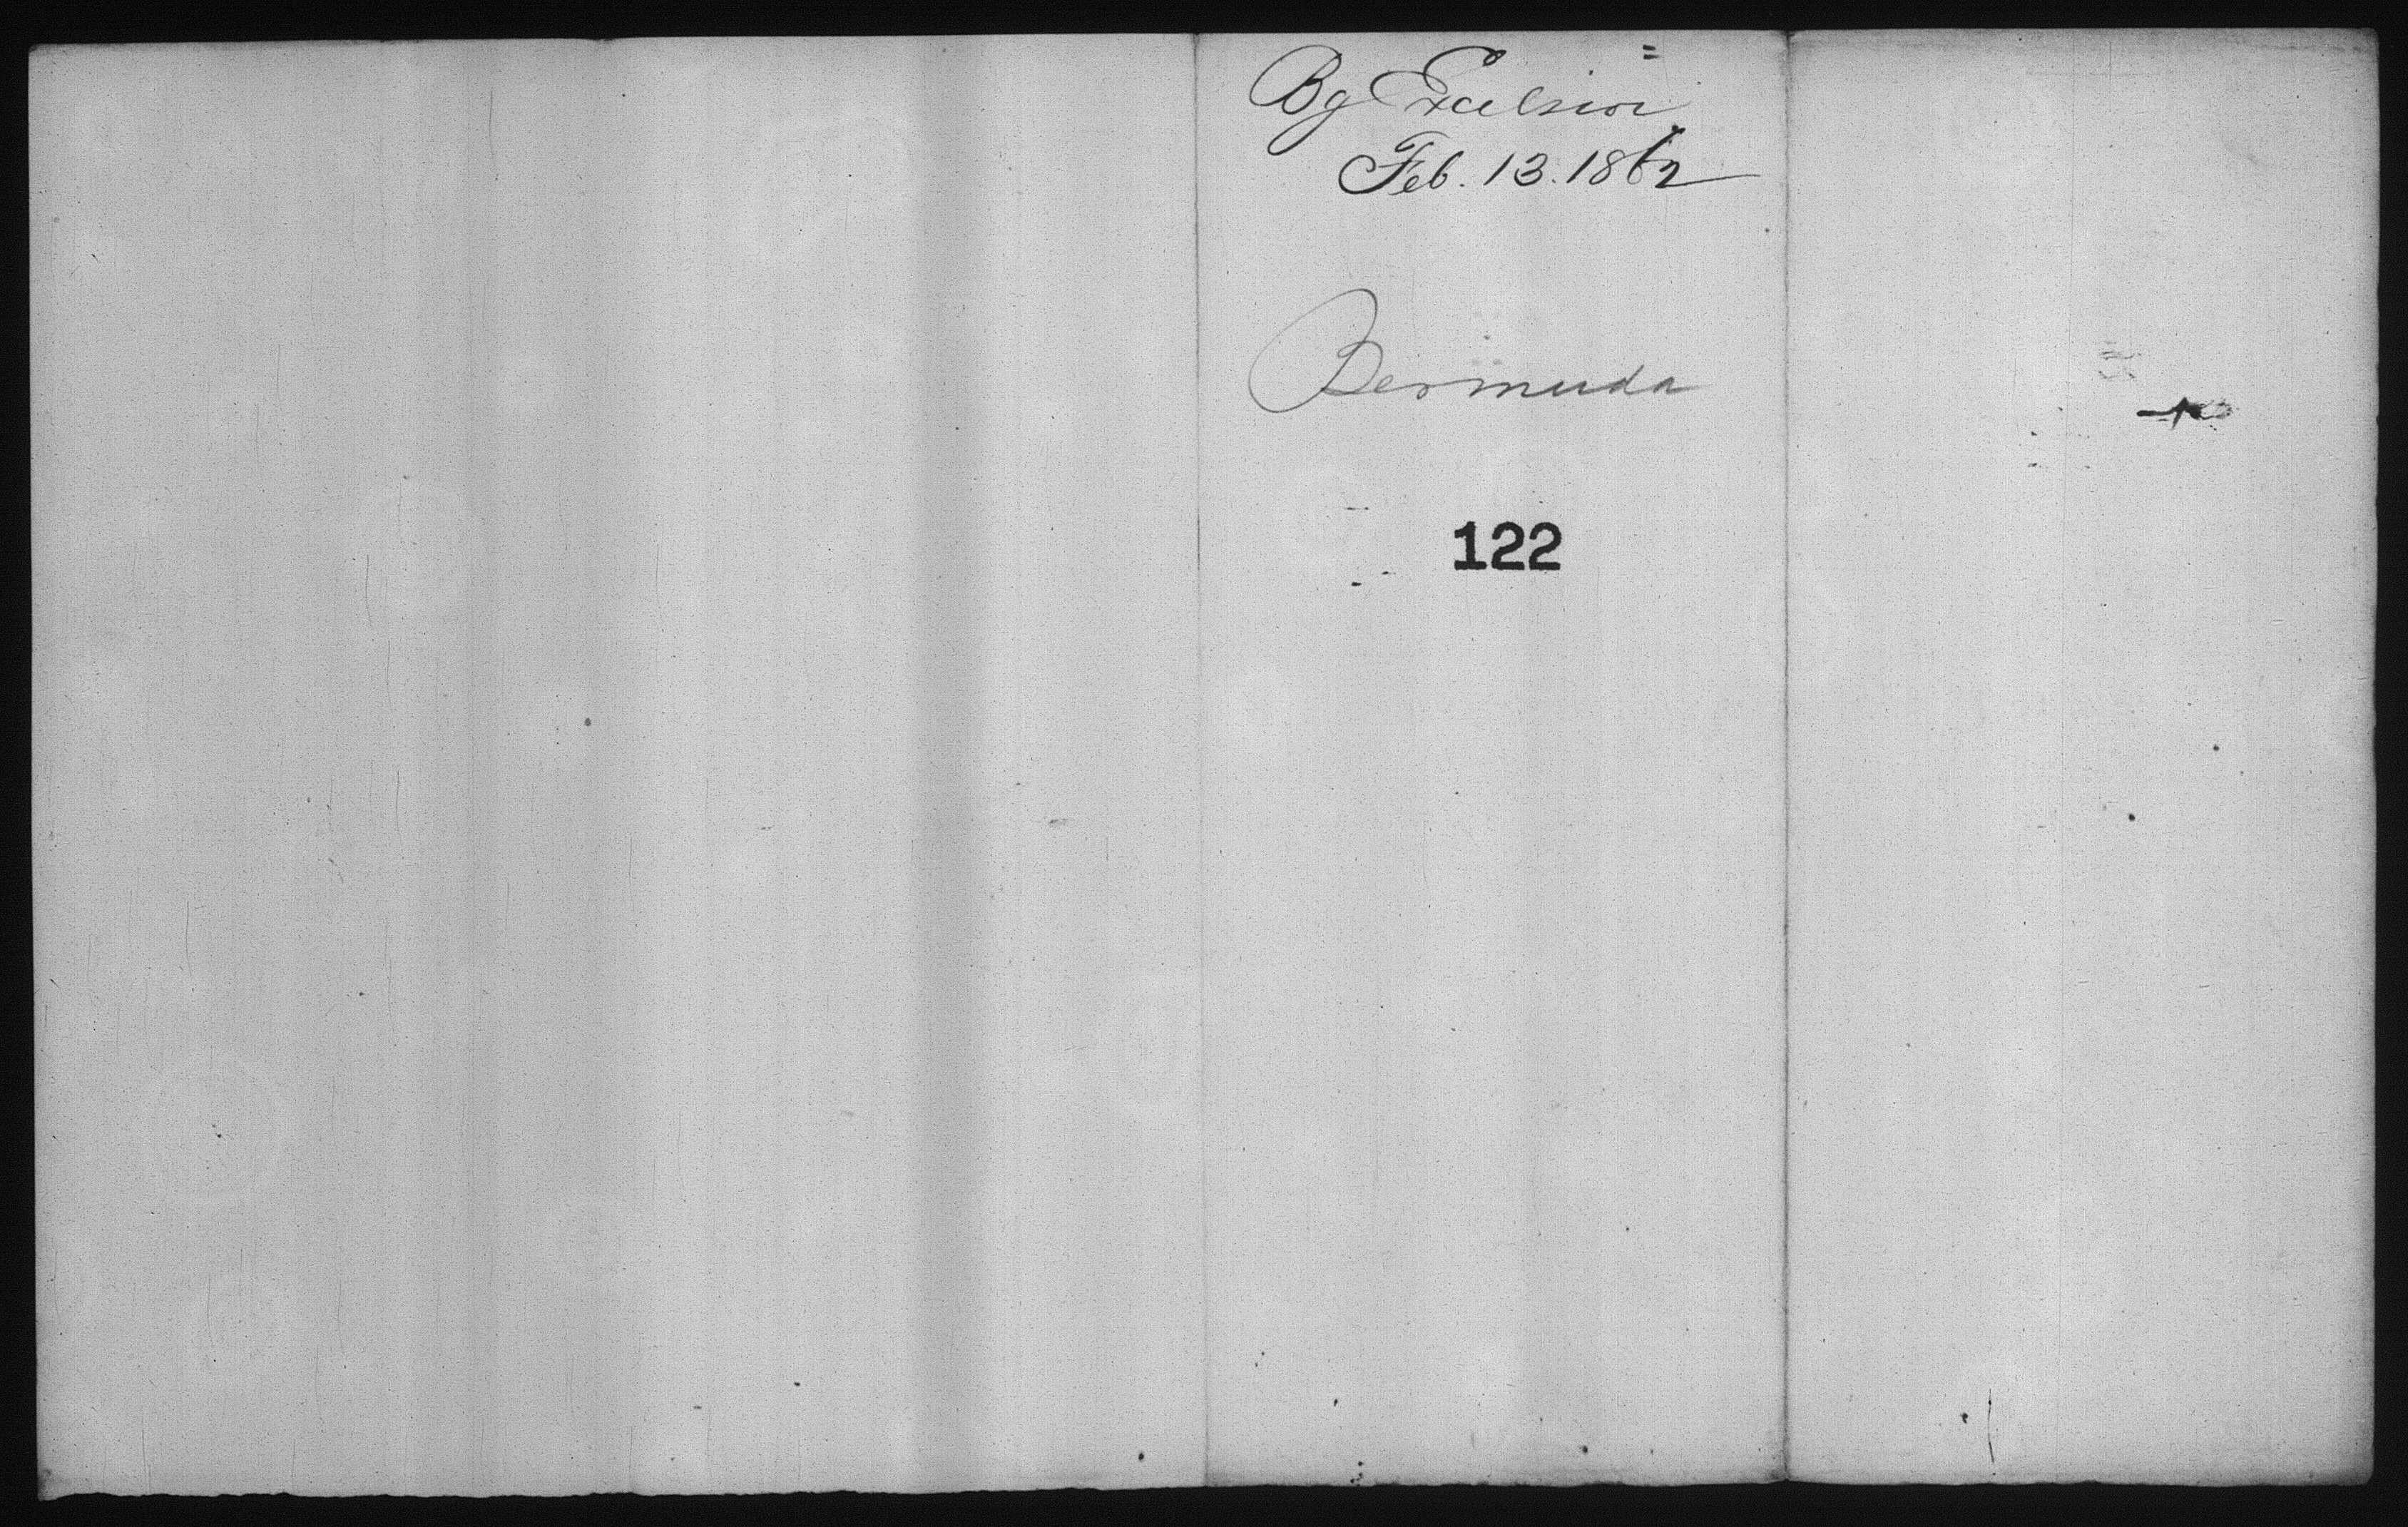 Bg Excelsior
Feb. 13. 1862
Bermuda
122